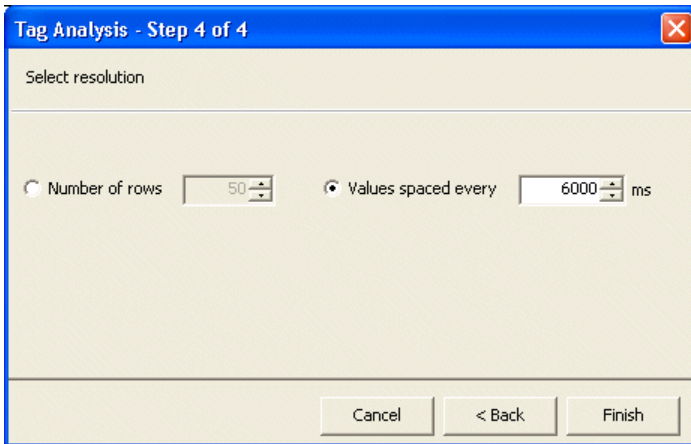 Tag Analysis - Step 4 of 4
Select resolution
Number of rows 50 Values spaced every 6000 ms
Cancel < Back Finish